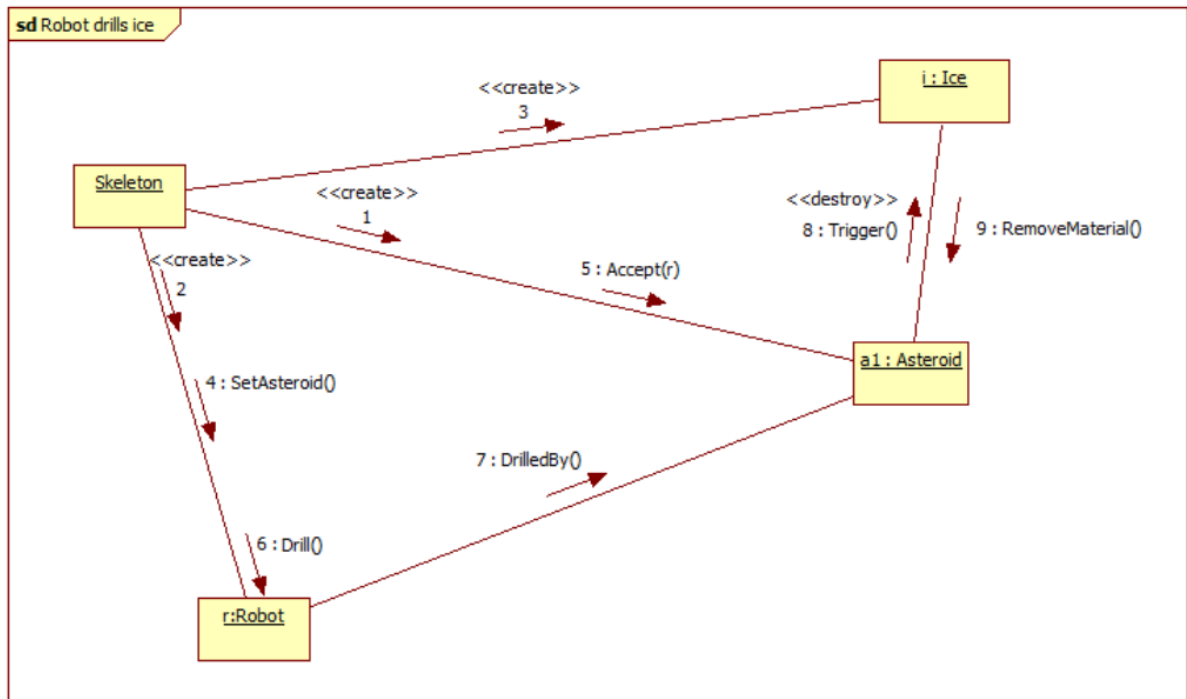 sd Robot drills ice
i : Ice
<<create>>
3
Skeleton
<<create>>
1
<<destroy>>
8 : Trigger()
9 : RemoveMaterial()
<<create>>
2
5 : Accept(r)
a1 : Asteroid
4 : SetAsteroid()
7 : DrilledBy()
6 : Drill()
r:Robot